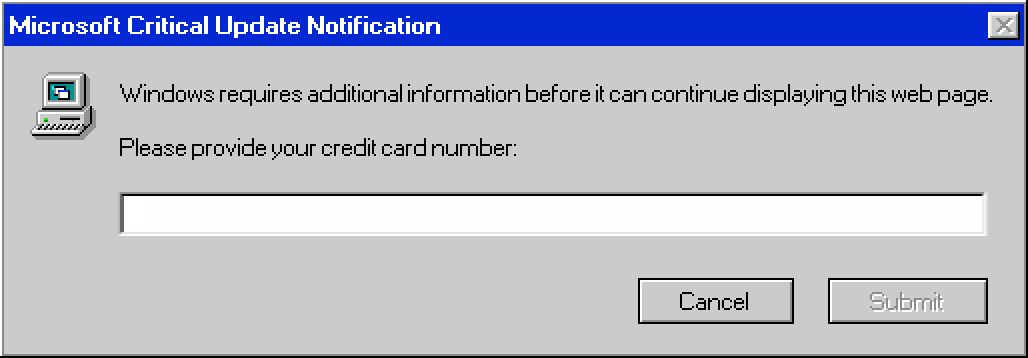 Microsoft Critical Update Notification
Windows requires additional information before it can continue displaying this web page.
Please provide your credit card number:
Cancel Submit